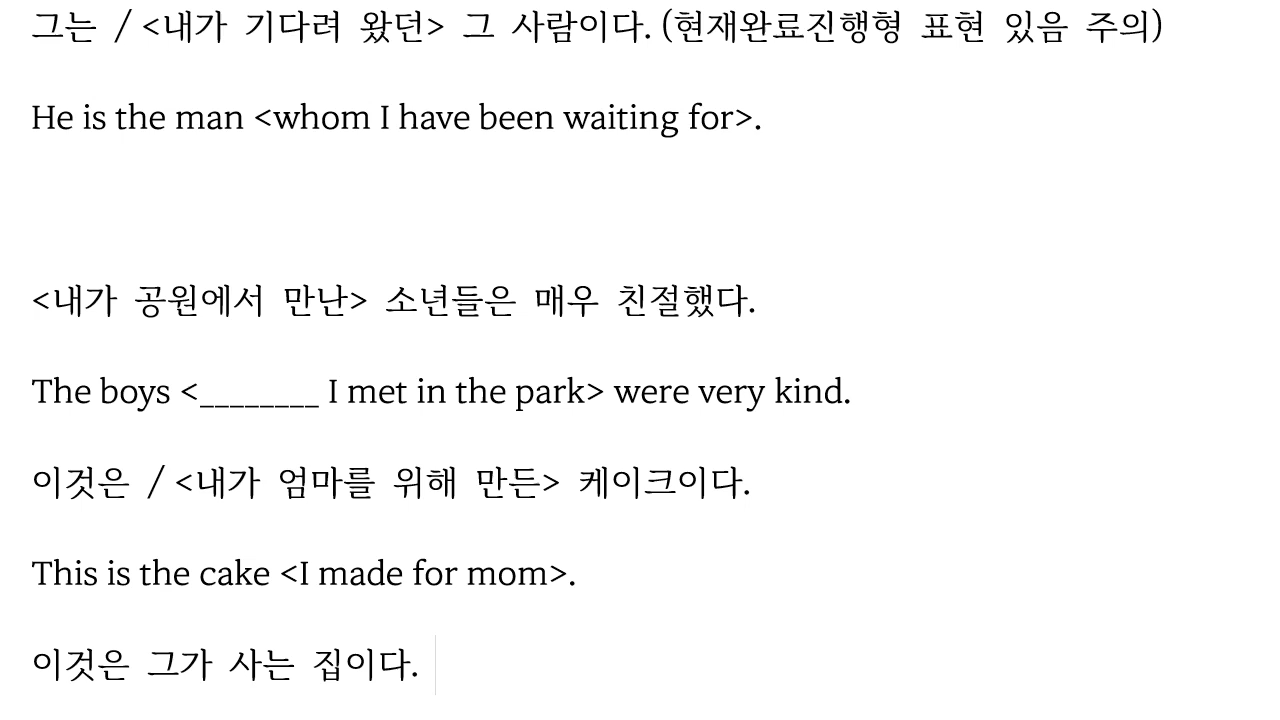 그는 / <내가 기다려 왔던> 그 사람이다. (현재완료진행형 표현 있음 주의)
He is the man <whom I have been waiting for>.
<내가 공원에서 만난> 소년들은 매우 친절했다.
The boys <________ I met in the park> were very kind.
이것은 / <내가 엄마를 위해 만든> 케이크이다.
This is the cake <I made for mom>.
이것은 그가 사는 집이다.